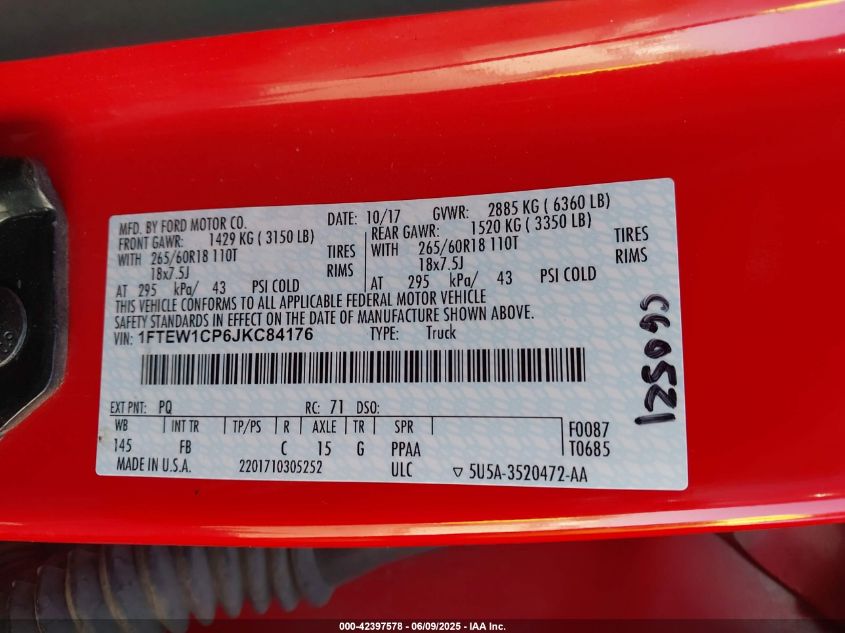 MFD. BY FORD MOTOR CO. DATE: 10/17 GVWR: 2885 KG ( 6360 LB)
FRONT GAWR: 1429 KG ( 3150 LB) REAR GAWR: 1520 KG ( 3350 LB)
WITH 265/60R18 110T TIRES WITH 265/60R18 110T TIRES
18x7.5J RIMS 18x7.5J RIMS
AT 295 kPa/ 43 PSI COLD AT 295 kPa/ 43 PSI COLD
THIS VEHICLE CONFORMS TO ALL APPLICABLE FEDERAL MOTOR VEHICLE
SAFETY STANDARDS IN EFFECT ON THE DATE OF MANUFACTURE SHOWN ABOVE.
VIN: 1FTEW1CP6JKC84176 TYPE: Truck
EXT PNT: PQ RC: 71 DSO:
WB INT TR TP/PS R AXLE TR SPR F0087
145 FB C 15 G PPAA T0685
MADE IN U.S.A. 2201710305252 ULC ▽ 5U5A-3520472-AA
000-42397578 - 06/09/2025 - IAA Inc.